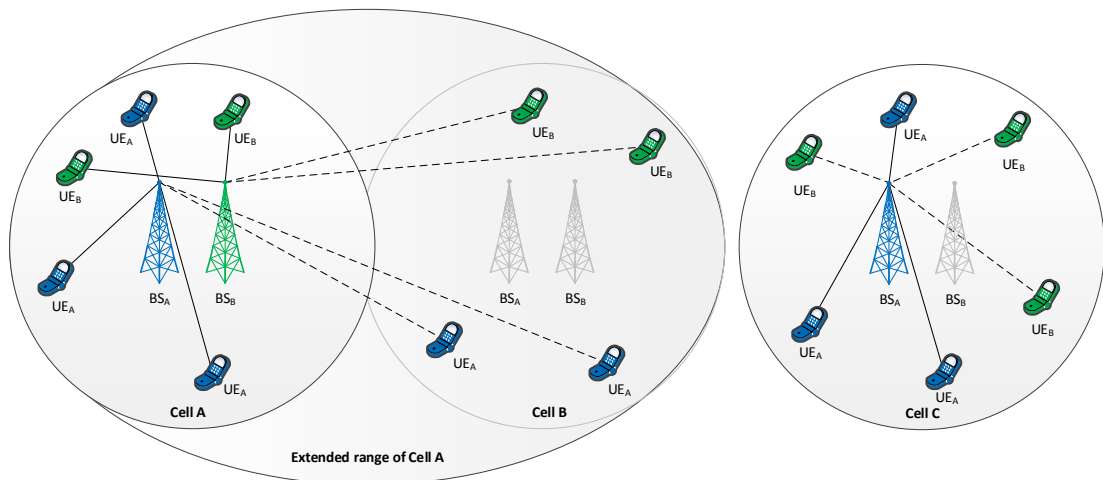 UE_A
UE_B
UE_B
UE_A
BS_A
BS_B
UE_A
Cell A
UE_B
UE_B
BS_A
BS_B
UE_A
UE_A
Cell B
Extended range of Cell A
UE_A
UE_B
UE_B
BS_A
BS_B
UE_B
UE_A
UE_A
Cell C